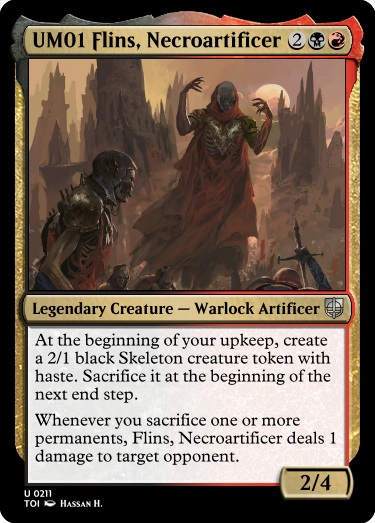 UM01 Flins, Necroartificer 2
Legendary Creature — Warlock Artificer
At the beginning of your upkeep, create
a 2/1 black Skeleton creature token with
haste. Sacrifice it at the beginning of the
next end step.
Whenever you sacrifice one or more
permanents, Flins, Necroartificer deals 1
damage to target opponent.
2/4
U 0211
TOI Hassan H.